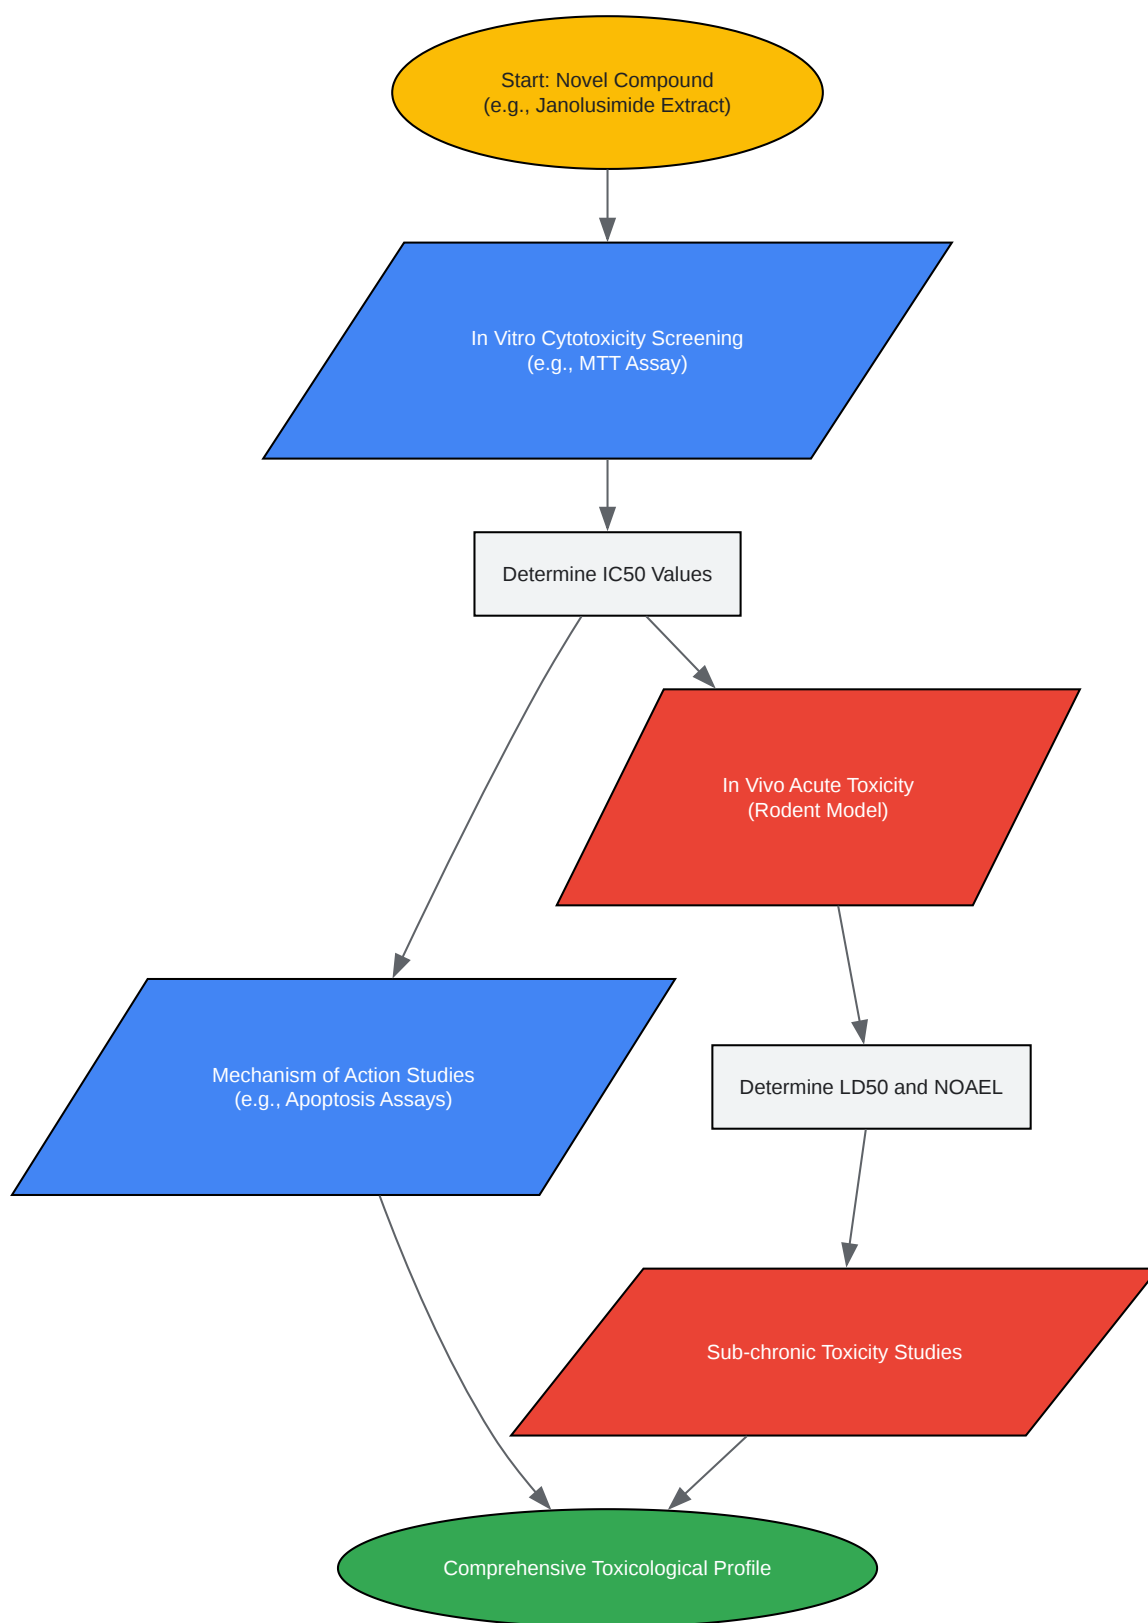 Start: Novel Compound
(e.g., Janolusimide Extract)
In Vitro Cytotoxicity Screening
(e.g., MTT Assay)
Determine IC50 Values
In Vivo Acute Toxicity
(Rodent Model)
Mechanism of Action Studies
(e.g., Apoptosis Assays)
Determine LD50 and NOAEL
Sub-chronic Toxicity Studies
Comprehensive Toxicological Profile